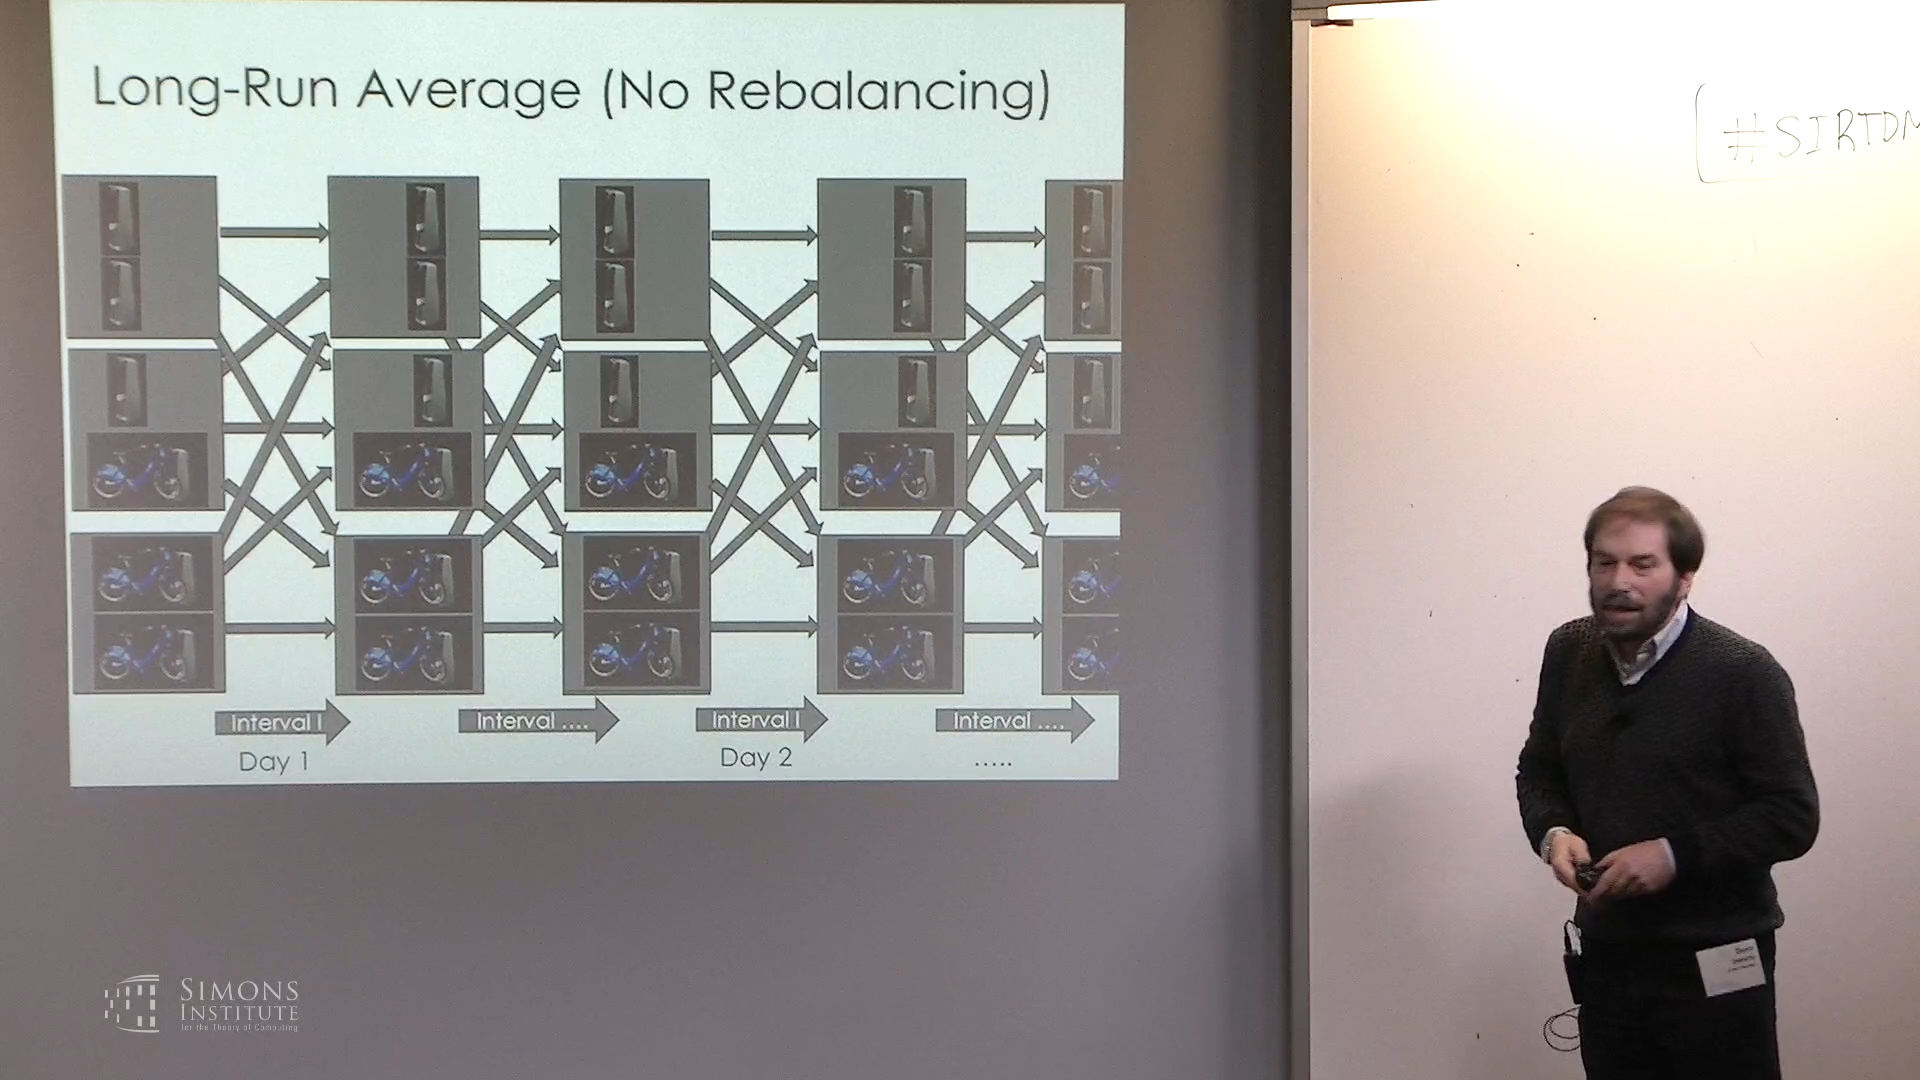 Long-Run Average (No Rebalancing)
Interval I
Interval ....
Interval I
Interval ....
Day 1
Day 2
.....
#SIRTDM
SIMONS
INSTITUTE
for the Theory of Computing